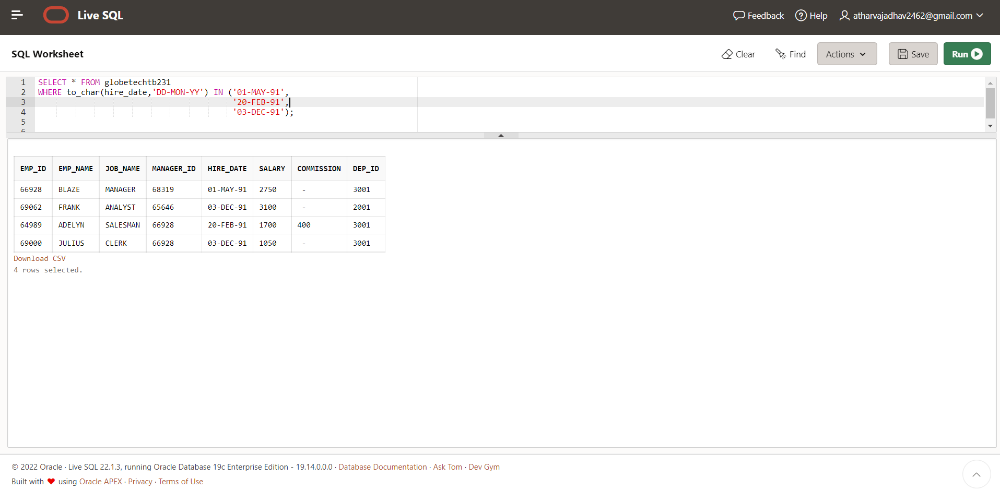 Live SQL
Feedback Help atharvajadhav2462@gmail.com
SQL Worksheet
Clear Find Actions Save Run
1 SELECT * FROM globetechtb231
2 WHERE to_char(hire_date,'DD-MON-YY') IN ('01-MAY-91',
3 '20-FEB-91',
4 '03-DEC-91');
5
6
EMP_ID EMP_NAME JOB_NAME MANAGER_ID HIRE_DATE SALARY COMMISSION DEP_ID
66928 BLAZE MANAGER 68319 01-MAY-91 2750 - 3001
69062 FRANK ANALYST 65646 03-DEC-91 3100 - 2001
64989 ADELYN SALESMAN 66928 20-FEB-91 1700 400 3001
69000 JULIUS CLERK 66928 03-DEC-91 1050 - 3001
Download CSV
4 rows selected.
© 2022 Oracle · Live SQL 22.1.3, running Oracle Database 19c Enterprise Edition - 19.14.0.0.0 · Database Documentation · Ask Tom · Dev Gym
Built with ❤ using Oracle APEX · Privacy · Terms of Use